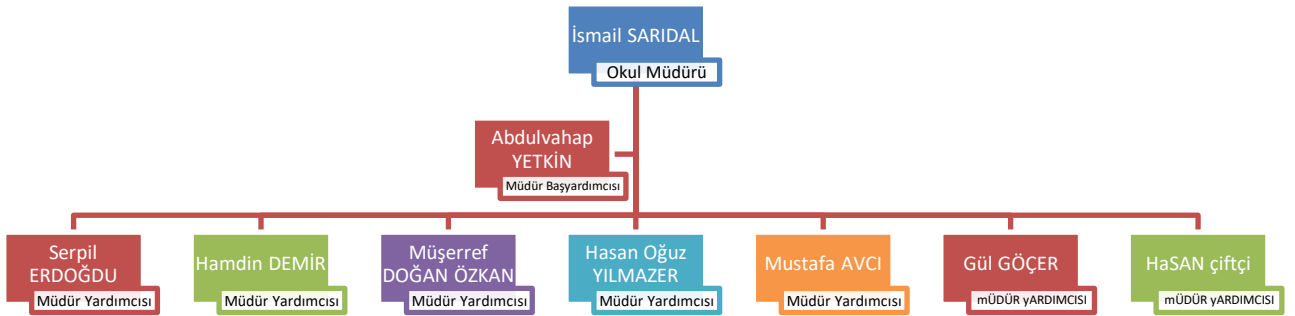 İsmail SARIDAL
Okul Müdürü
Abdulvahap
YETKİN
Müdür Başyardımcısı
Serpil
ERDOĞDU
Müdür Yardımcısı
Hamdin DEMİR
Müdür Yardımcısı
Müşerref
DOĞAN ÖZKAN
Müdür Yardımcısı
Hasan Oğuz
YILMAZER
Müdür Yardımcısı
Mustafa AVCI
Müdür Yardımcısı
Gül GÖÇER
mÜDÜR yARDIMCISI
HaSAN çiftçi
mÜDÜR yARDIMCISI